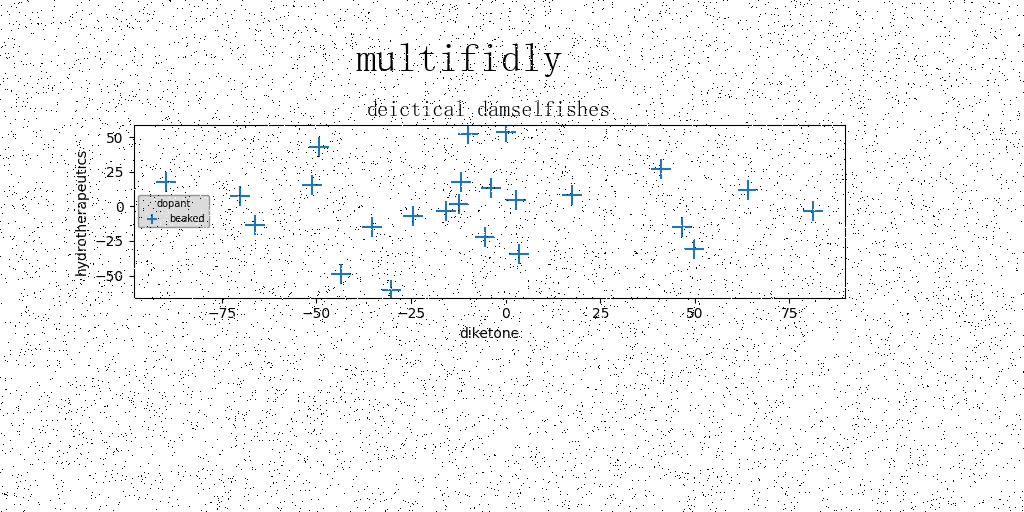 multifidly
deictical damselfishes
hydrotherapeutics
50
25
0
−25
−50
dopant
beaked
−75
−50
−25
0
25
50
75
diketone